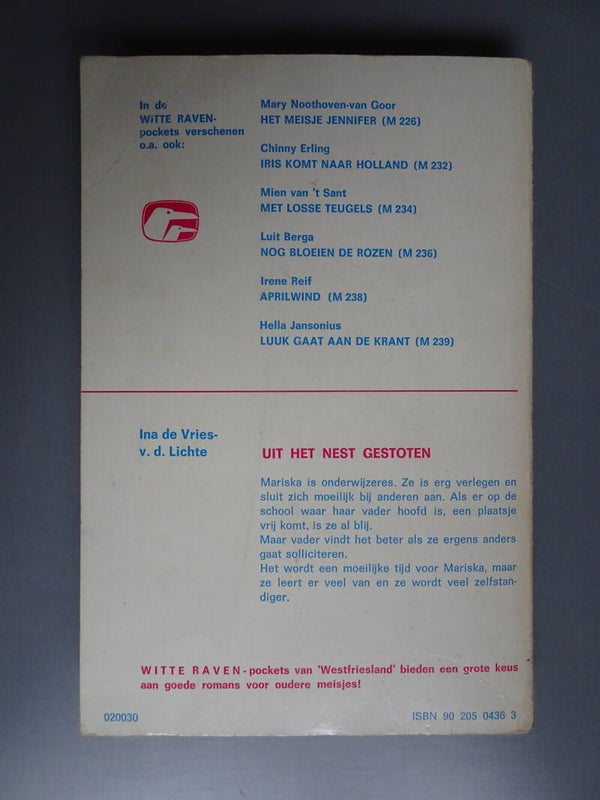 In de
WITTE RAVEN-
pockets verschenen
o.a. ook:
Mary Noothoven-van Goor
HET MEISJE JENNIFER (M 226)
Chinny Erling
IRIS KOMT NAAR HOLLAND (M 232)
Mien van 't Sant
MET LOSSE TEUGELS (M 234)
Luit Berga
NOG BLOEIEN DE ROZEN (M 236)
Irene Reif
APRILWIND (M 238)
Hella Jansonius
LUUK GAAT AAN DE KRANT (M 239)
Ina de Vries-
v. d. Lichte
UIT HET NEST GESTOTEN
Mariska is onderwijzeres. Ze is erg verlegen en
sluit zich moeilijk bij anderen aan. Als er op de
school waar haar vader hoofd is, een plaatsje
vrij komt, is ze al blij.
Maar vader vindt het beter als ze ergens anders
gaat solliciteren.
Het wordt een moeilijke tijd voor Mariska, maar
ze leert er veel van en ze wordt veel zelfstan-
diger.
WITTE RAVEN-pockets van 'Westfriesland' bieden een grote keus
aan goede romans voor oudere meisjes!
020030
ISBN 90 205 0436 3